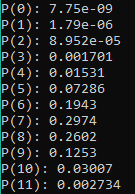 P(0): 7.75e-09
P(1): 1.79e-06
P(2): 8.952e-05
P(3): 0.001701
P(4): 0.01531
P(5): 0.07286
P(6): 0.1943
P(7): 0.2974
P(8): 0.2602
P(9): 0.1253
P(10): 0.03007
P(11): 0.002734